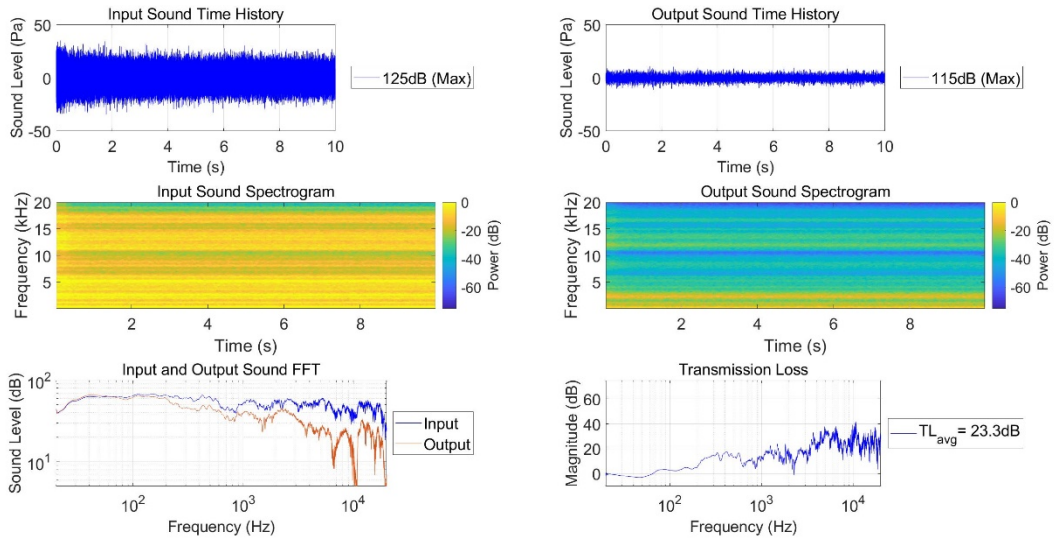 Input Sound Time History
Sound Level (Pa)
50
0
-50
0 2 4 6 8 10
Time (s)
125dB (Max)
Output Sound Time History
Sound Level (Pa)
50
0
-50
0 2 4 6 8 10
Time (s)
115dB (Max)
Input Sound Spectrogram
Frequency (kHz)
20
15
10
5
2 4 6 8
Time (s)
0
-20
-40
-60
Power (dB)
Output Sound Spectrogram
Frequency (kHz)
20
15
10
5
2 4 6 8
Time (s)
0
-20
-40
-60
Power (dB)
Input and Output Sound FFT
Sound Level (dB)
10²
10¹
10² 10³ 10⁴
Frequency (Hz)
Input
Output
Transmission Loss
Magnitude (dB)
60
40
20
0
10² 10³ 10⁴
Frequency (Hz)
TLavg= 23.3dB